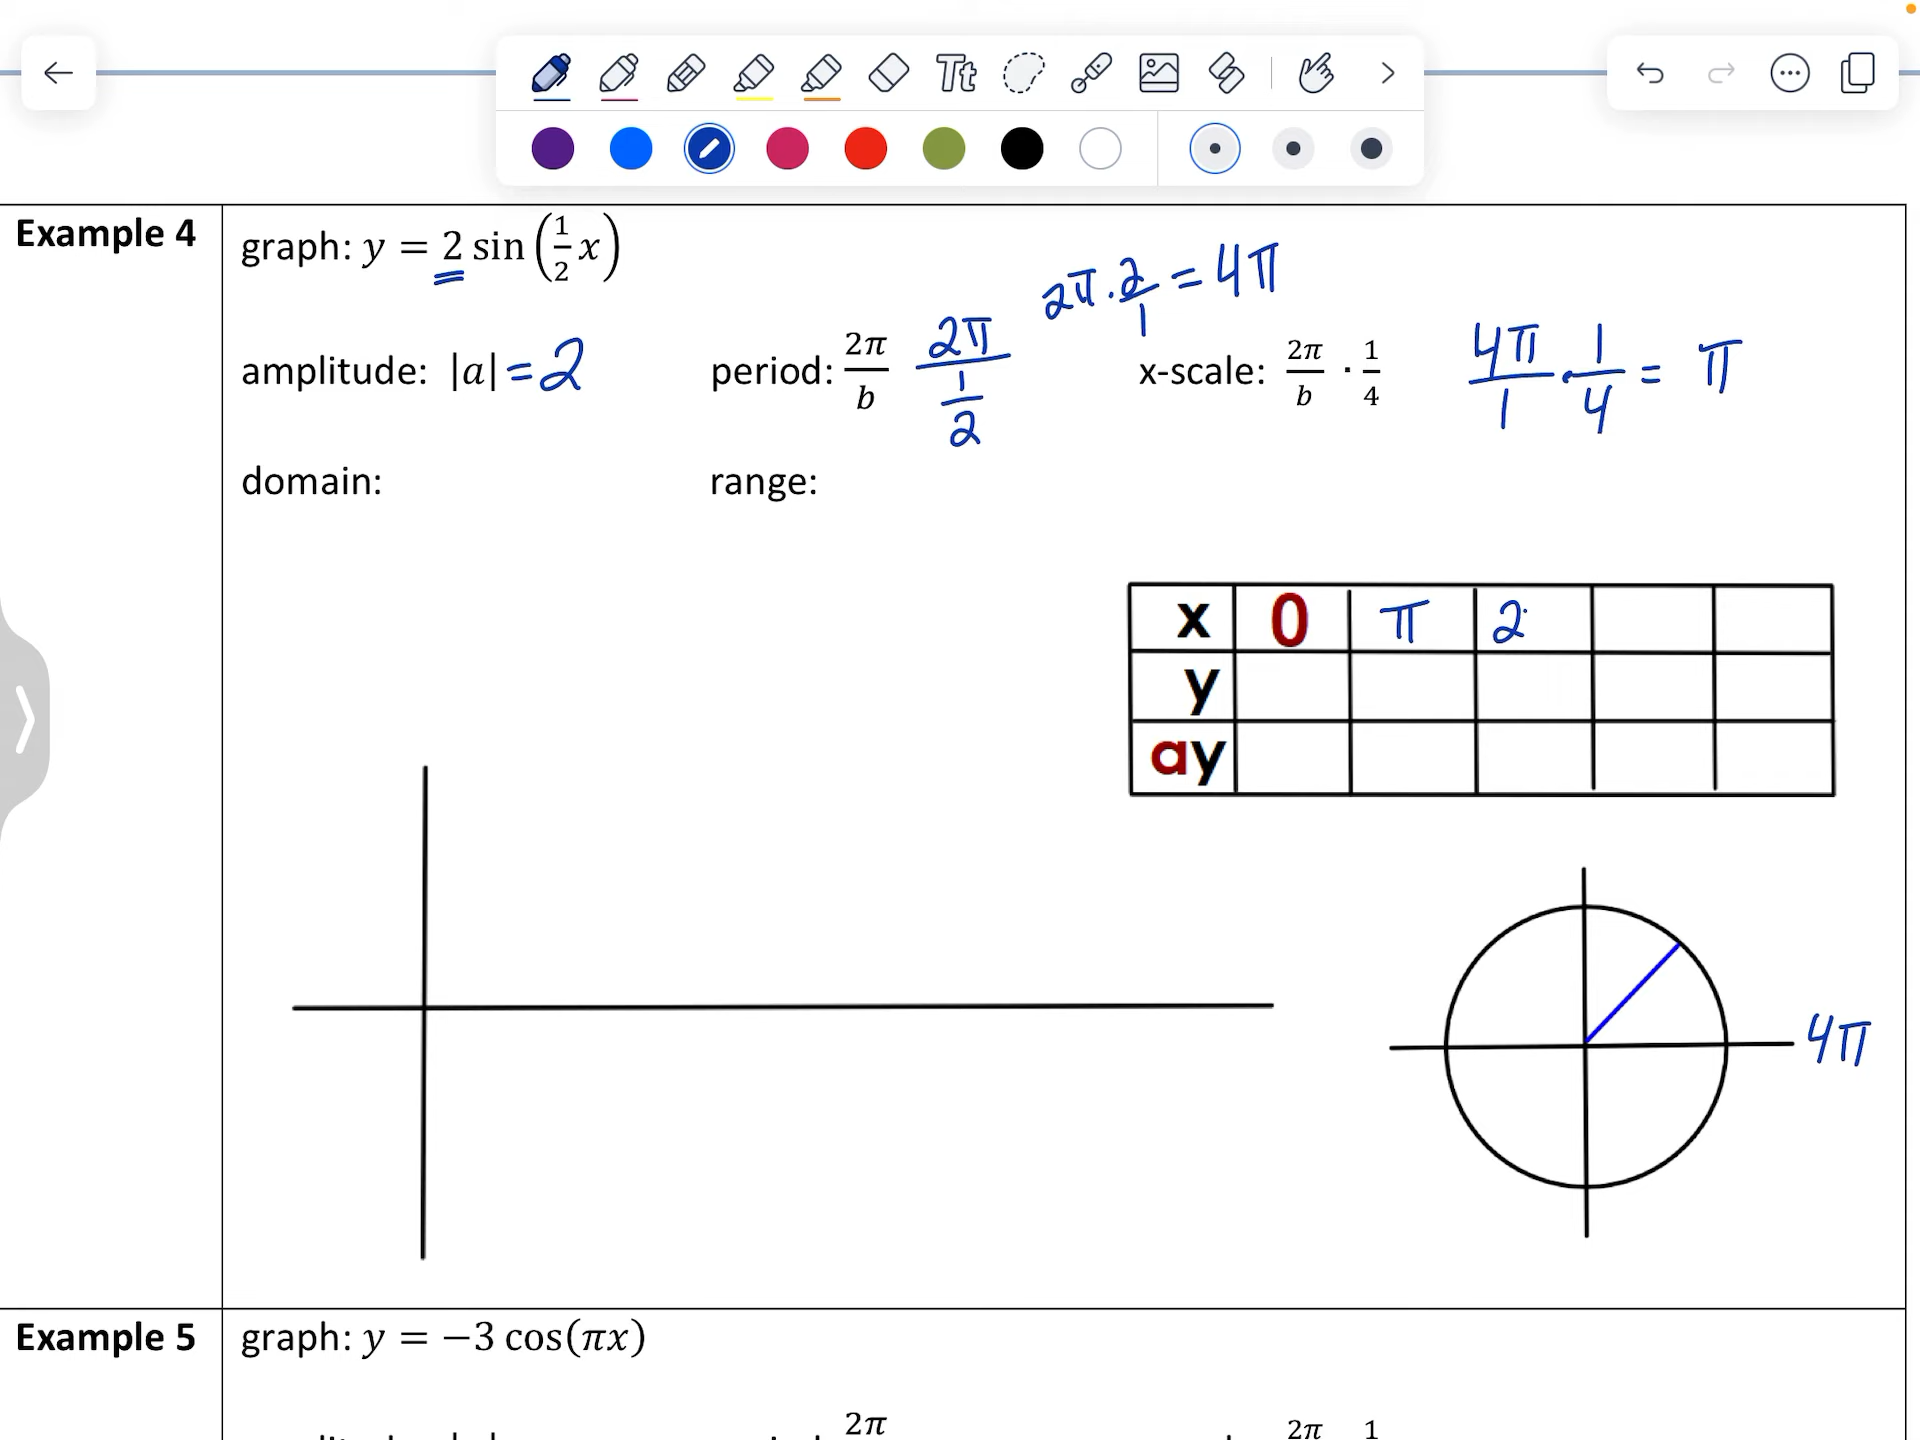 Tt
Example 4
graph: y = 2 sin (1/2 x)
2π · 2/1 = 4π
amplitude: |a| = 2 period: 2π/b 2π/(1/2) x-scale: 2π/b · 1/4 4π/1 · 1/4 = π
domain: range:
x 0 π 2
y
ay
4π
Example 5 graph: y = −3 cos(πx)
2π 2π 1